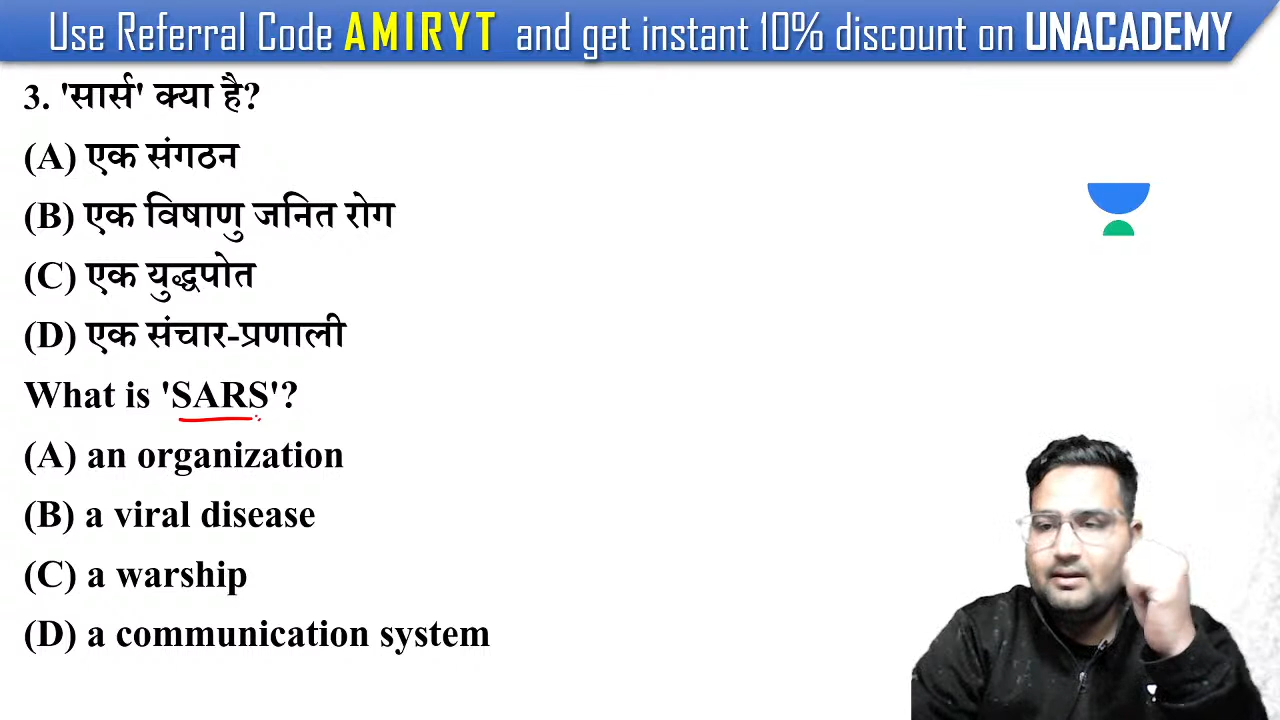 Use Referral Code AMIRYT and get instant 10% discount on UNACADEMY
3. 'सार्स' क्या है?
(A) एक संगठन
(B) एक विषाणु जनित रोग
(C) एक युद्धपोत
(D) एक संचार-प्रणाली
What is 'SARS'?
(A) an organization
(B) a viral disease
(C) a warship
(D) a communication system